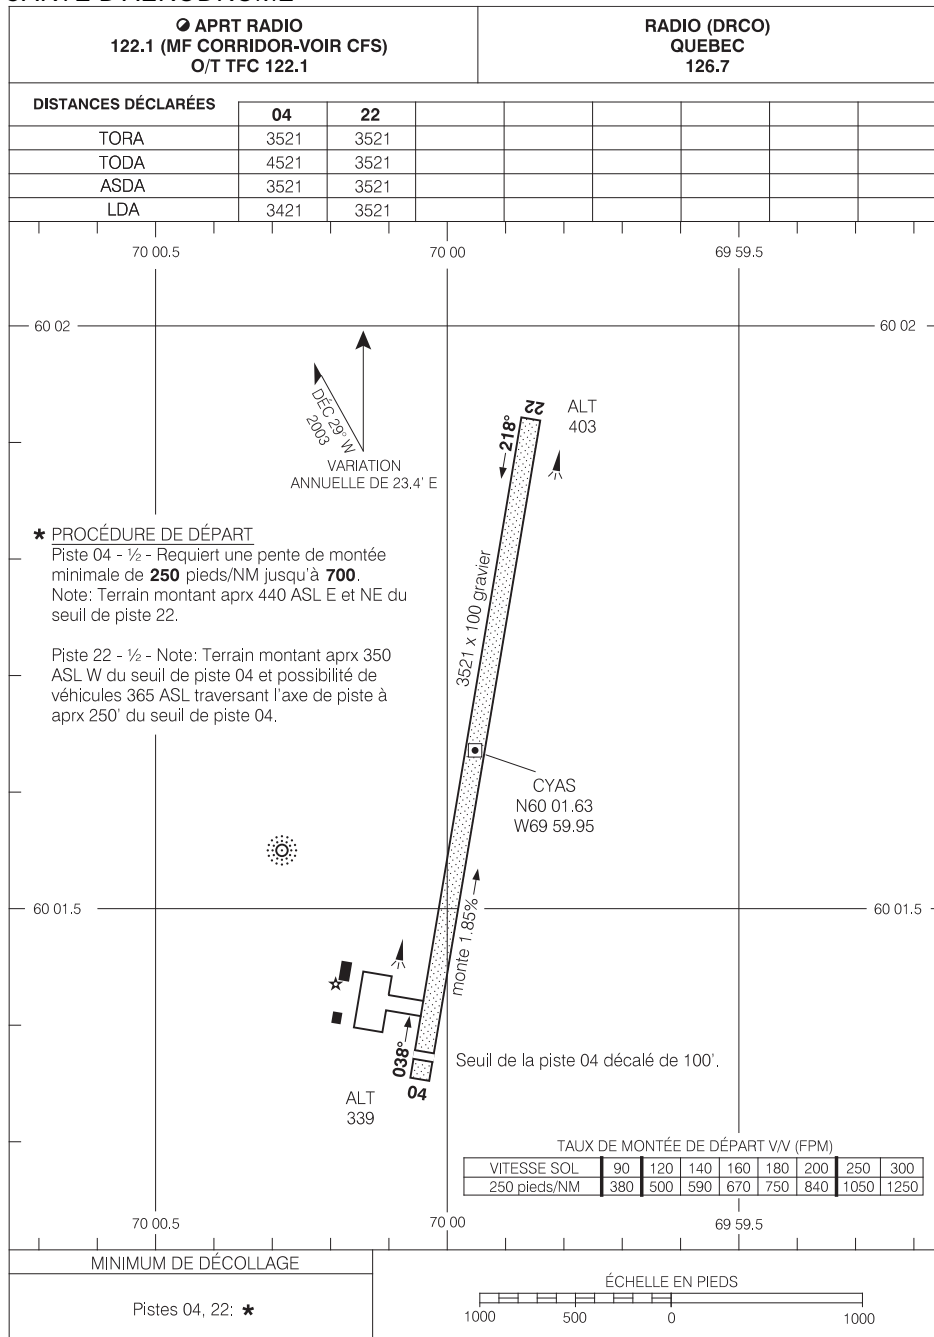 APRT RADIO
122.1 (MF CORRIDOR-VOIR CFS)
O/T TFC 122.1
RADIO (DRCO)
QUEBEC
126.7
DISTANCES DÉCLARÉES
04 22
TORA 3521 3521
TODA 4521 3521
ASDA 3521 3521
LDA 3421 3521
70 00.5 70 00 69 59.5
60 02 60 02
DÉC 29° W
2003
VARIATION
ANNUELLE DE 23.4' E
22
ALT
403
218°
* PROCÉDURE DE DÉPART
Piste 04 - ½ - Requiert une pente de montée
minimale de 250 pieds/NM jusqu'à 700.
Note: Terrain montant aprx 440 ASL E et NE du
seuil de piste 22.
Piste 22 - ½ - Note: Terrain montant aprx 350
ASL W du seuil de piste 04 et possibilité de
véhicules 365 ASL traversant l'axe de piste à
aprx 250' du seuil de piste 04.
3521 x 100 gravier
CYAS
N60 01.63
W69 59.95
60 01.5 60 01.5
monte 1.85%
038°
Seuil de la piste 04 décalé de 100'.
04
ALT
339
TAUX DE MONTÉE DE DÉPART V/V (FPM)
VITESSE SOL 90 120 140 160 180 200 250 300
250 pieds/NM 380 500 590 670 750 840 1050 1250
70 00.5 70 00 69 59.5
MINIMUM DE DÉCOLLAGE
Pistes 04, 22: *
ÉCHELLE EN PIEDS
1000 500 0 1000